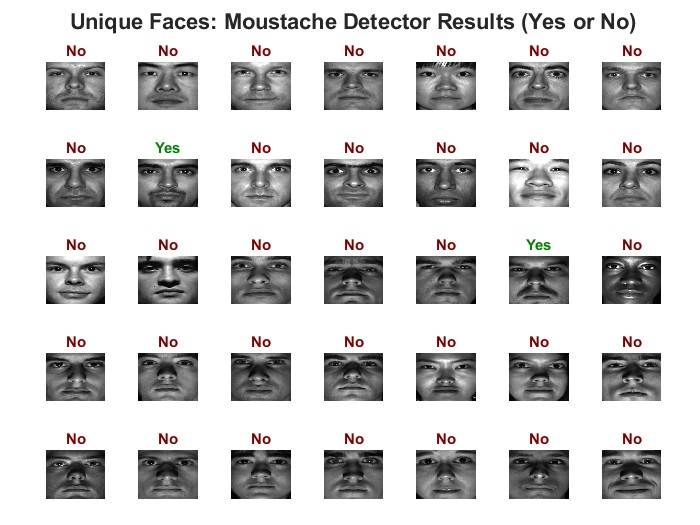 Unique Faces: Moustache Detector Results (Yes or No)
No No No No No No No
No Yes No No No No No
No No No No No Yes No
No No No No No No No
No No No No No No No